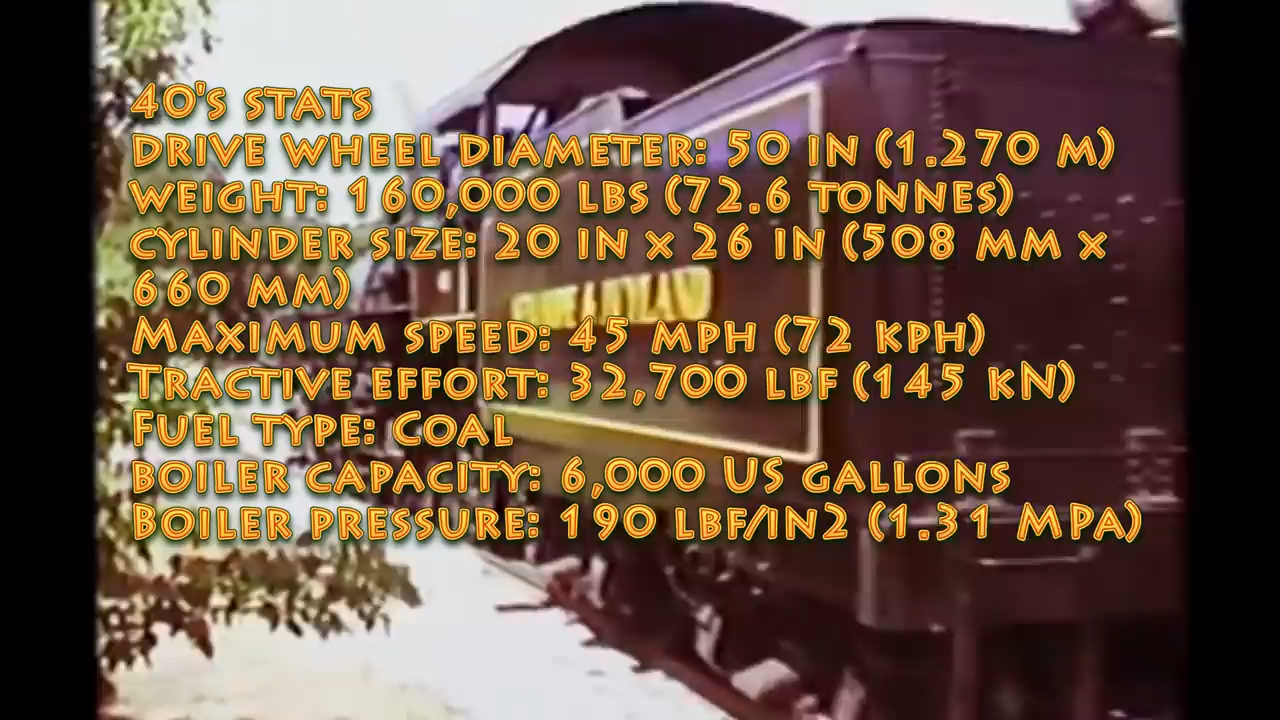 40's stats
Drive wheel diameter: 50 in (1.270 m)
Weight: 160,000 lbs (72.6 tonnes)
Cylinder size: 20 in x 26 in (508 mm x
660 mm)
Maximum speed: 45 mph (72 kph)
Tractive effort: 32,700 lbf (145 kN)
Fuel type: Coal
Boiler capacity: 6,000 US gallons
Boiler pressure: 190 lbf/in2 (1.31 MPa)